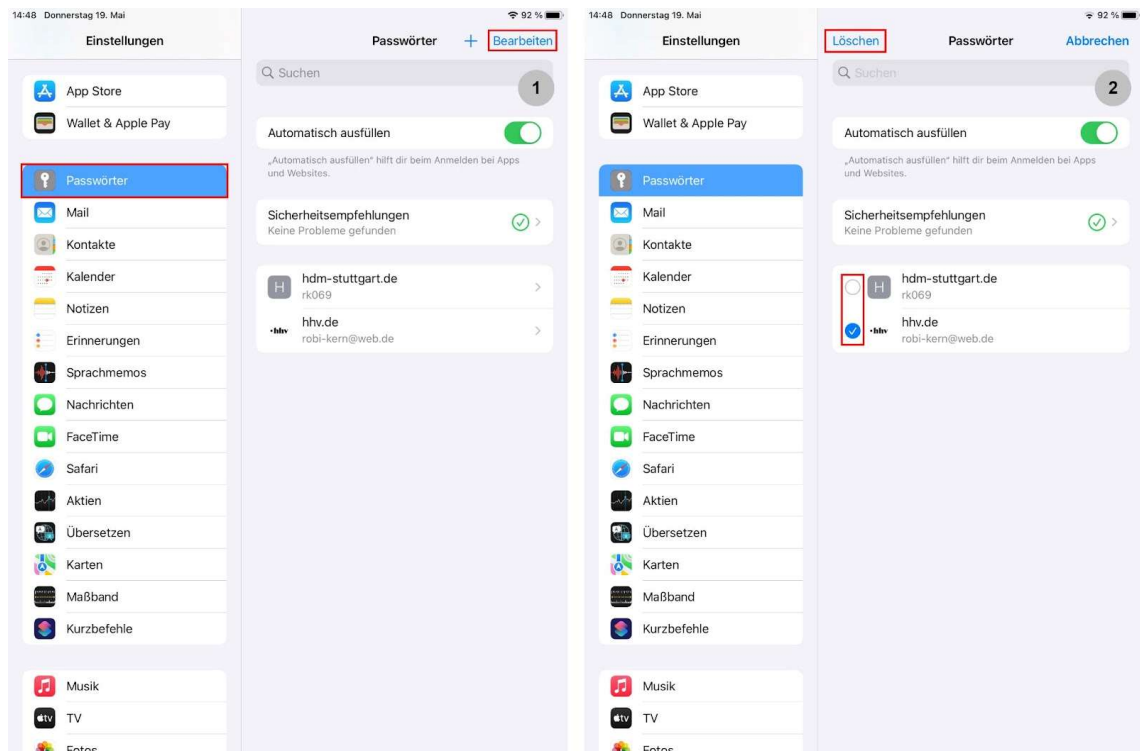 14:48 Donnerstag 19. Mai
92 %
Einstellungen
App Store
Wallet & Apple Pay
Passwörter
Mail
Kontakte
Kalender
Notizen
Erinnerungen
Sprachmemos
Nachrichten
FaceTime
Safari
Aktien
Übersetzen
Karten
Maßband
Kurzbefehle
Musik
tv TV
Fotos
Passwörter + Bearbeiten
Suchen
1
Automatisch ausfüllen
„Automatisch ausfüllen“ hilft dir beim Anmelden bei Apps
und Websites.
Sicherheitsempfehlungen
Keine Probleme gefunden
H hdm-stuttgart.de
rk069
hhv hhv.de
robi-kern@web.de
14:48 Donnerstag 19. Mai
92 %
Einstellungen
App Store
Wallet & Apple Pay
Passwörter
Mail
Kontakte
Kalender
Notizen
Erinnerungen
Sprachmemos
Nachrichten
FaceTime
Safari
Aktien
Übersetzen
Karten
Maßband
Kurzbefehle
Musik
tv TV
Fotos
Löschen Passwörter Abbrechen
Suchen
2
Automatisch ausfüllen
„Automatisch ausfüllen“ hilft dir beim Anmelden bei Apps
und Websites.
Sicherheitsempfehlungen
Keine Probleme gefunden
H hdm-stuttgart.de
rk069
hhv hhv.de
robi-kern@web.de